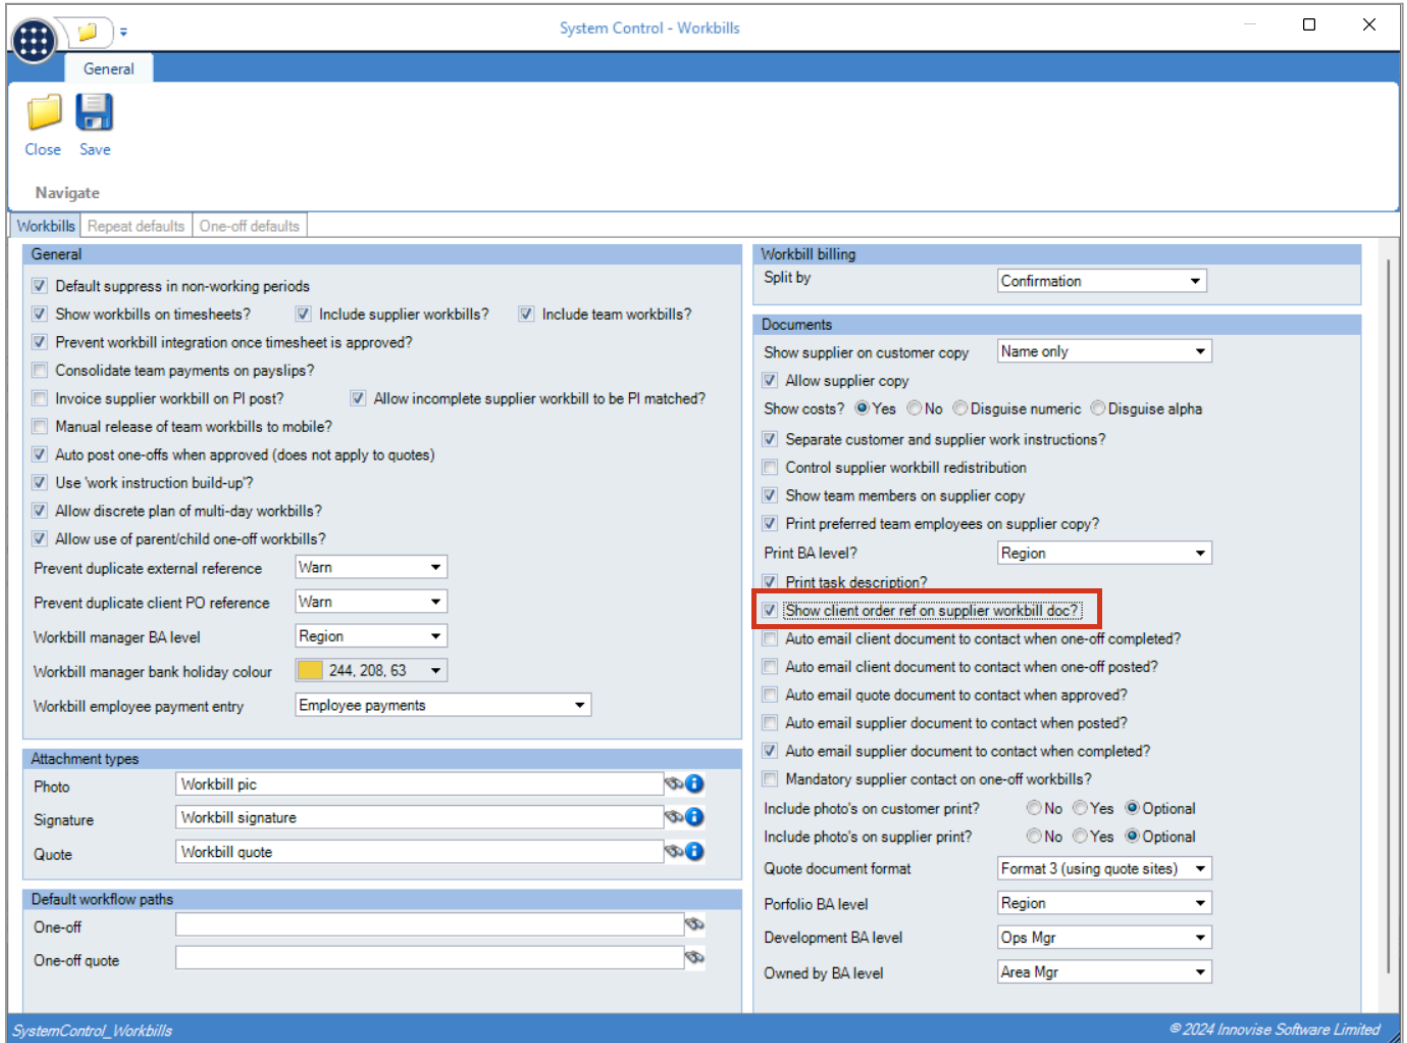 System Control - Workbills
General
Close Save
Navigate
Workbills Repeat defaults One-off defaults
General
Default suppress in non-working periods
Show workbills on timesheets? Include supplier workbills? Include team workbills?
Prevent workbill integration once timesheet is approved?
Consolidate team payments on payslips?
Invoice supplier workbill on PI post? Allow incomplete supplier workbill to be PI matched?
Manual release of team workbills to mobile?
Auto post one-offs when approved (does not apply to quotes)
Use 'work instruction build-up'?
Allow discrete plan of multi-day workbills?
Allow use of parent/child one-off workbills?
Prevent duplicate external reference Warn
Prevent duplicate client PO reference Warn
Workbill manager BA level Region
Workbill manager bank holiday colour 244, 208, 63
Workbill employee payment entry Employee payments
Attachment types
Photo Workbill pic
Signature Workbill signature
Quote Workbill quote
Default workflow paths
One-off
One-off quote
Workbill billing
Split by Confirmation
Documents
Show supplier on customer copy Name only
Allow supplier copy
Show costs? Yes No Disguise numeric Disguise alpha
Separate customer and supplier work instructions?
Control supplier workbill redistribution
Show team members on supplier copy
Print preferred team employees on supplier copy?
Print BA level? Region
Print task description?
Show client order ref on supplier workbill doc?
Auto email client document to contact when one-off completed?
Auto email client document to contact when one-off posted?
Auto email quote document to contact when approved?
Auto email supplier document to contact when posted?
Auto email supplier document to contact when completed?
Mandatory supplier contact on one-off workbills?
Include photo's on customer print? No Yes Optional
Include photo's on supplier print? No Yes Optional
Quote document format Format 3 (using quote sites)
Porfolio BA level Region
Development BA level Ops Mgr
Owned by BA level Area Mgr
SystemControl_Workbills © 2024 Innovise Software Limited